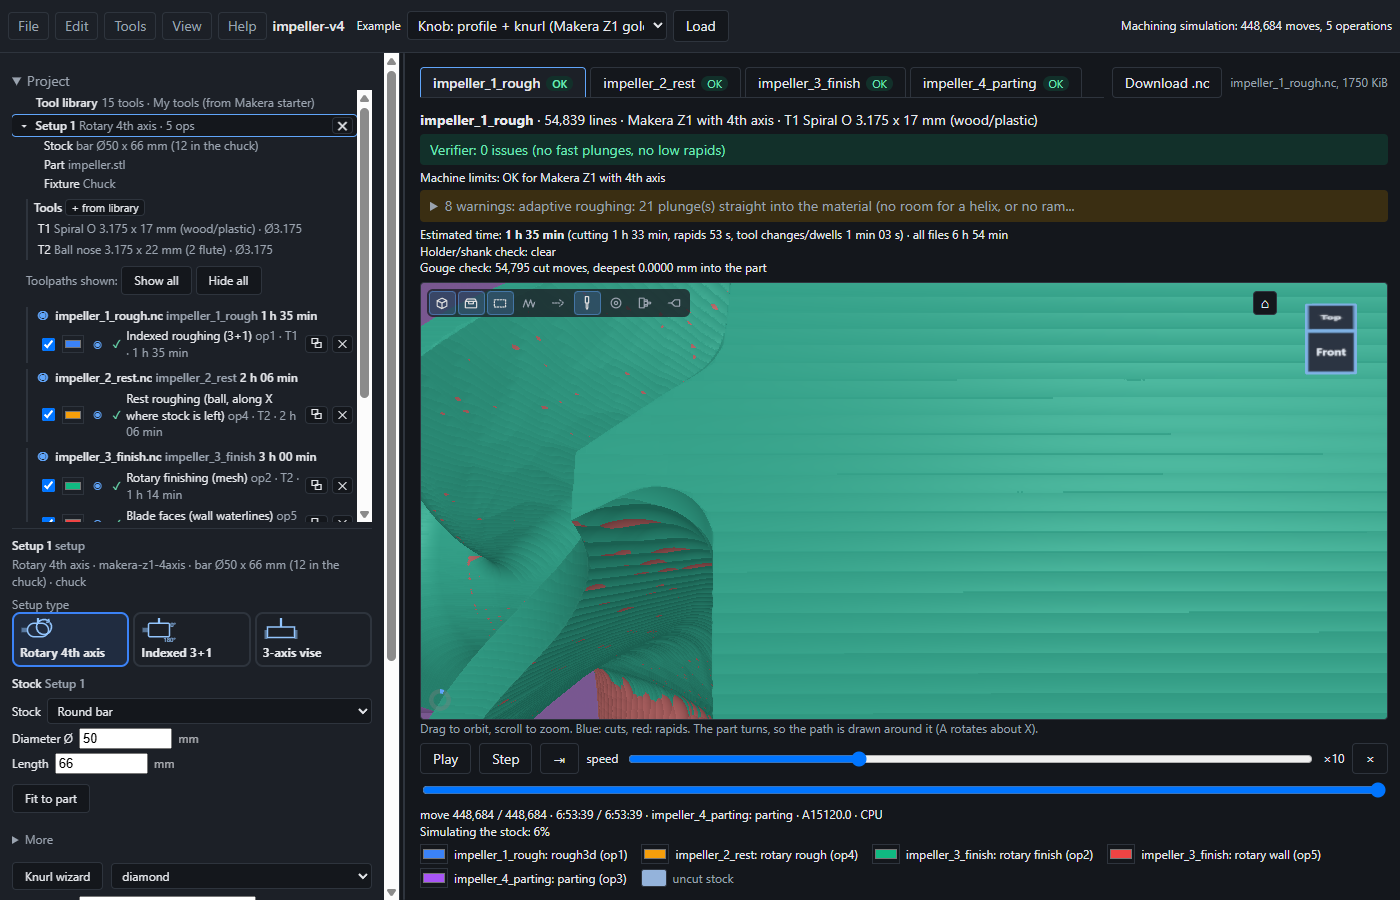 File Edit Tools View Help impeller-v4 Example Knob: profile + knurl (Makera Z1 gol Load Machining simulation: 448,684 moves, 5 operations
Project
Tool library 15 tools · My tools (from Makera starter)
Setup 1 Rotary 4th axis · 5 ops
Stock bar Ø50 x 66 mm (12 in the chuck)
Part impeller.stl
Fixture Chuck
Tools + from library
T1 Spiral O 3.175 x 17 mm (wood/plastic) · Ø3.175
T2 Ball nose 3.175 x 22 mm (2 flute) · Ø3.175
Toolpaths shown: Show all Hide all
impeller_1_rough.nc impeller_1_rough 1 h 35 min
Indexed roughing (3+1) op1 · T1
· 1 h 35 min
impeller_2_rest.nc impeller_2_rest 2 h 06 min
Rest roughing (ball, along X
where stock is left) op4 · T2 · 2 h
06 min
impeller_3_finish.nc impeller_3_finish 3 h 00 min
Rotary finishing (mesh) op2 · T2 ·
1 h 14 min
Blade faces (wall waterlines) op5
Setup 1 setup
Rotary 4th axis · makera-z1-4axis · bar Ø50 x 66 mm (12 in the
chuck) · chuck
Setup type
Rotary 4th axis
180°
Indexed 3+1
3-axis vise
Stock Setup 1
Stock Round bar
Diameter Ø 50 mm
Length 66 mm
Fit to part
More
Knurl wizard diamond
impeller_1_rough OK impeller_2_rest OK impeller_3_finish OK impeller_4_parting OK Download .nc impeller_1_rough.nc, 1750 KiB
impeller_1_rough · 54,839 lines · Makera Z1 with 4th axis · T1 Spiral O 3.175 x 17 mm (wood/plastic)
Verifier: 0 issues (no fast plunges, no low rapids)
Machine limits: OK for Makera Z1 with 4th axis
8 warnings: adaptive roughing: 21 plunge(s) straight into the material (no room for a helix, or no ram...
Estimated time: 1 h 35 min (cutting 1 h 33 min, rapids 53 s, tool changes/dwells 1 min 03 s) · all files 6 h 54 min
Holder/shank check: clear
Gouge check: 54,795 cut moves, deepest 0.0000 mm into the part
Top
Front
Drag to orbit, scroll to zoom. Blue: cuts, red: rapids. The part turns, so the path is drawn around it (A rotates about X).
Play Step speed ×10
move 448,684 / 448,684 · 6:53:39 / 6:53:39 · impeller_4_parting: parting · A15120.0 · CPU
Simulating the stock: 6%
impeller_1_rough: rough3d (op1) impeller_2_rest: rotary rough (op4) impeller_3_finish: rotary finish (op2) impeller_3_finish: rotary wall (op5)
impeller_4_parting: parting (op3) uncut stock